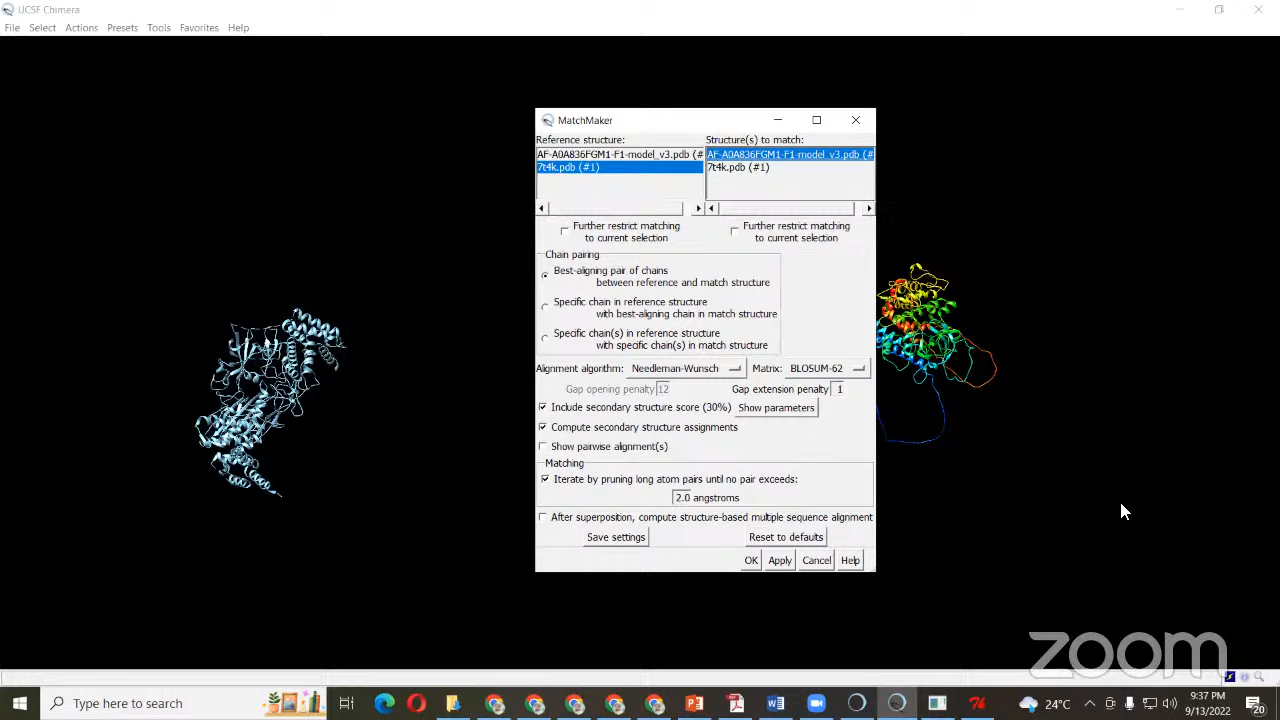 UCSF Chimera
File Select Actions Presets Tools Favorites Help
MatchMaker
Reference structure:
Structure(s) to match:
AF-A0A836FGM1-F1-model_v3.pdb (#
7t4k.pdb (#1)
AF-A0A836FGM1-F1-model_v3.pdb (#
7t4k.pdb (#1)
Further restrict matching
to current selection
Further restrict matching
to current selection
Chain pairing
Best-aligning pair of chains
between reference and match structure
Specific chain in reference structure
with best-aligning chain in match structure
Specific chain(s) in reference structure
with specific chain(s) in match structure
Alignment algorithm: Needleman-Wunsch Matrix: BLOSUM-62
Gap opening penalty 12 Gap extension penalty 1
Include secondary structure score (30%) Show parameters
Compute secondary structure assignments
Show pairwise alignment(s)
Matching
Iterate by pruning long atom pairs until no pair exceeds:
2.0 angstroms
After superposition, compute structure-based multiple sequence alignment
Save settings Reset to defaults
OK Apply Cancel Help
zoom
Type here to search
24°C
9:37 PM
9/13/2022
20